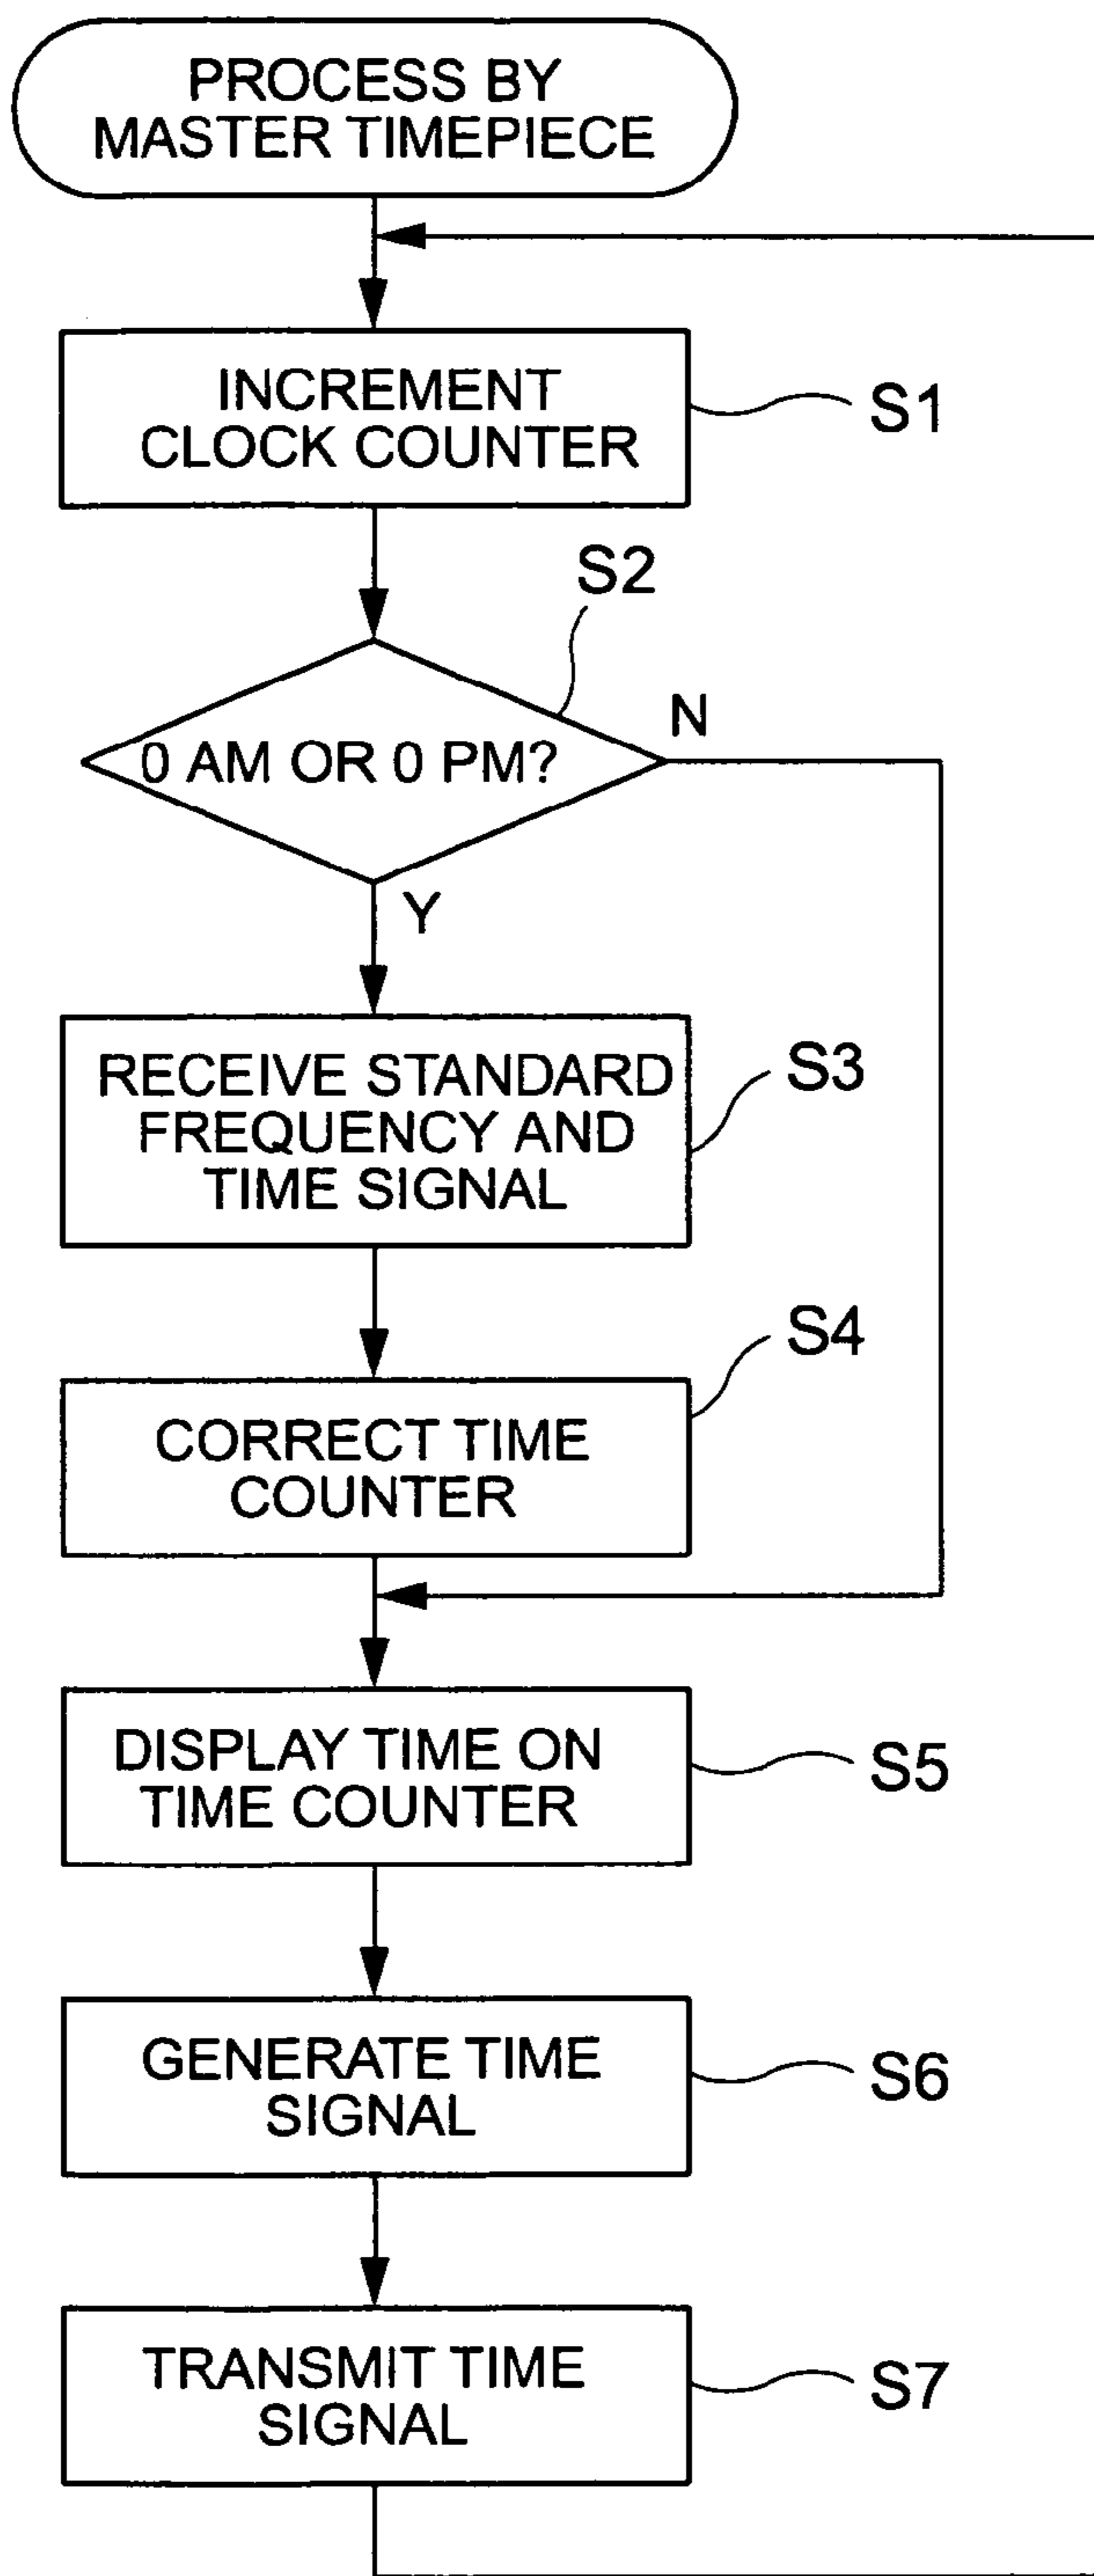 PROCESS BY
MASTER TIMEPIECE
INCREMENT
CLOCK COUNTER
S1
S2
0 AM OR 0 PM?
N
Y
RECEIVE STANDARD
FREQUENCY AND
TIME SIGNAL
S3
CORRECT TIME
COUNTER
S4
DISPLAY TIME ON
TIME COUNTER
S5
GENERATE TIME
SIGNAL
S6
TRANSMIT TIME
SIGNAL
S7